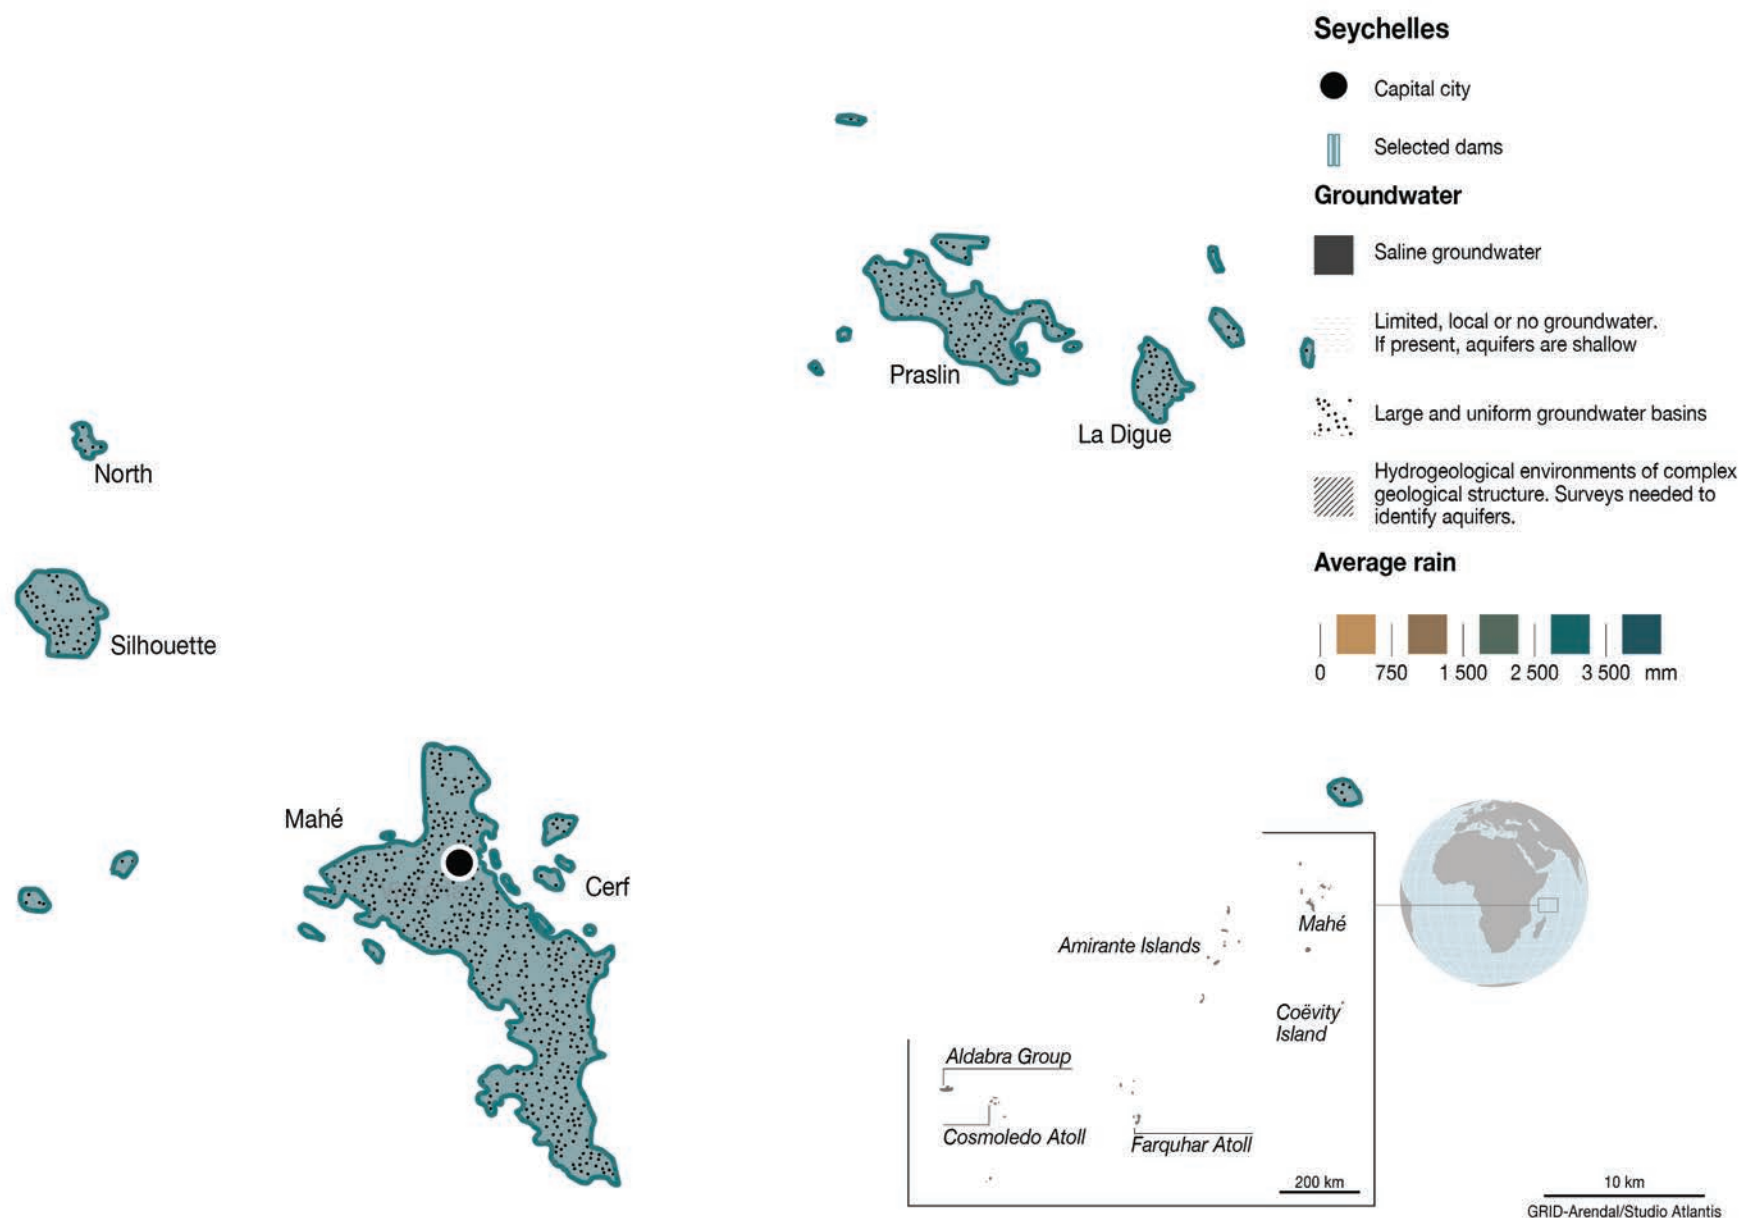 Seychelles
Capital city
Selected dams
Groundwater
Saline groundwater
Limited, local or no groundwater.
If present, aquifers are shallow
Large and uniform groundwater basins
Hydrogeological environments of complex
geological structure. Surveys needed to
identify aquifers.
Average rain
0 750 1 500 2 500 3 500 mm
Praslin
La Digue
North
Silhouette
Mahé
Cerf
Mahé
Amirante Islands
Coëvity
Island
Aldabra Group
Cosmoledo Atoll
Farquhar Atoll
200 km
10 km
GRID-Arendal/Studio Atlantis